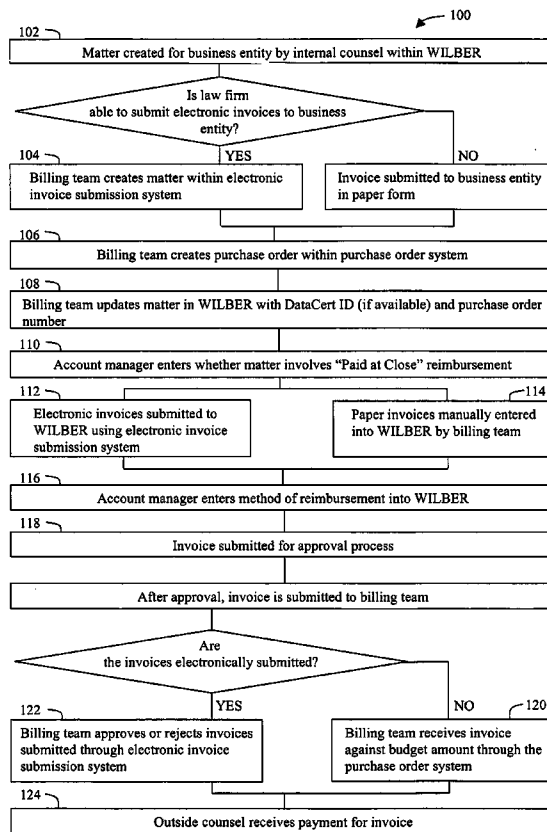 100
102
Matter created for business entity by internal counsel within WILBER
Is law firm
able to submit electronic invoices to business
entity?
104
YES
NO
Billing team creates matter within electronic
invoice submission system
Invoice submitted to business entity
in paper form
106
Billing team creates purchase order within purchase order system
108
Billing team updates matter in WILBER with DataCert ID (if available) and purchase order
number
110
Account manager enters whether matter involves “Paid at Close” reimbursement
112
114
Electronic invoices submitted to
WILBER using electronic invoice
submission system
Paper invoices manually entered
into WILBER by billing team
116
Account manager enters method of reimbursement into WILBER
118
Invoice submitted for approval process
After approval, invoice is submitted to billing team
Are
the invoices electronically submitted?
122
YES
NO
120
Billing team approves or rejects invoices
submitted through electronic invoice
submission system
Billing team receives invoice
against budget amount through the
purchase order system
124
Outside counsel receives payment for invoice